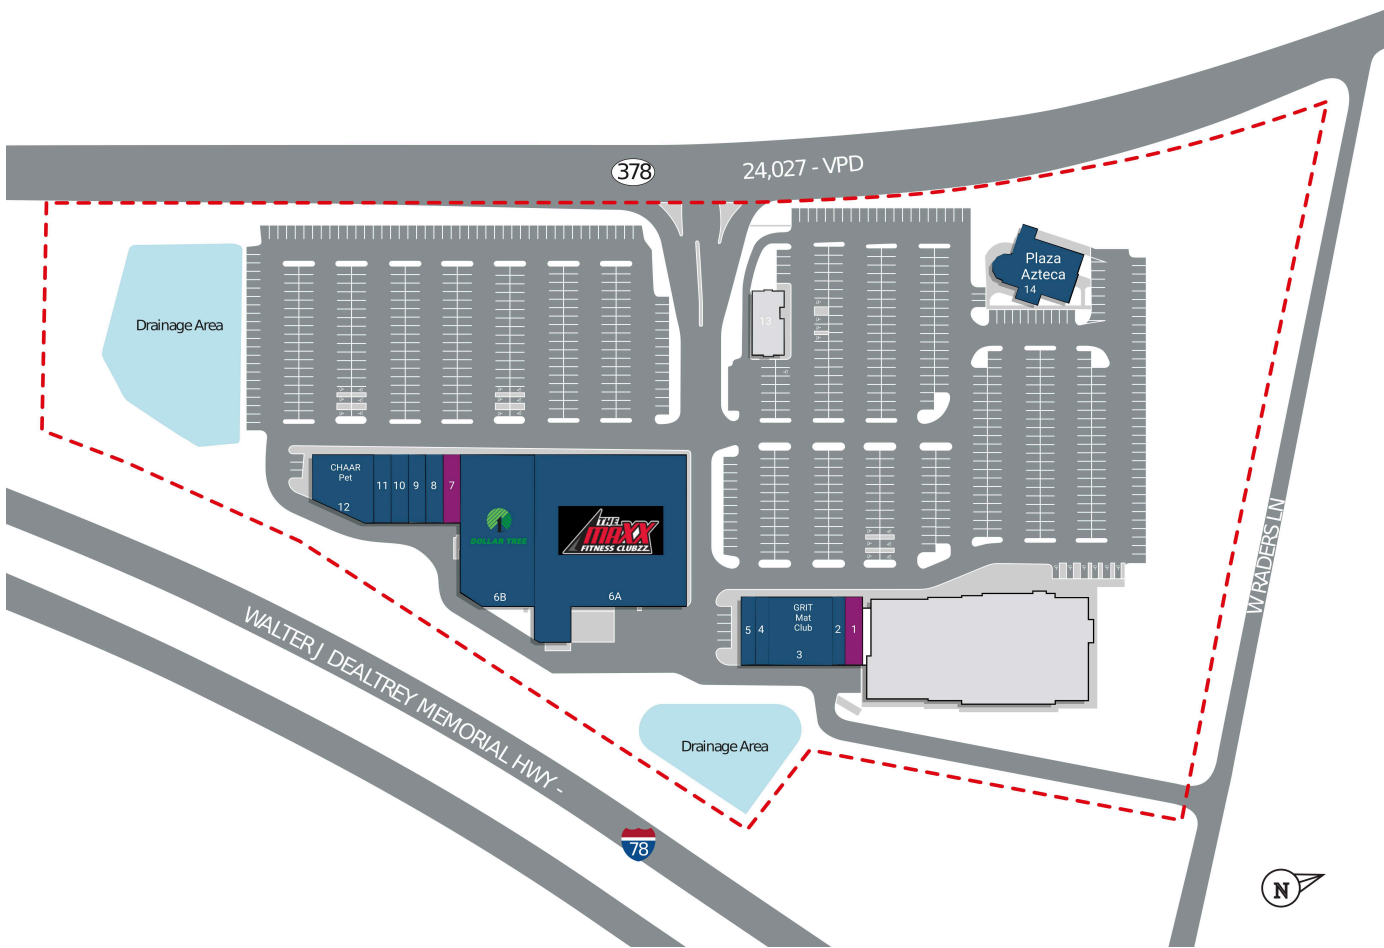 378
24,027 - VPD
Plaza
Azteca
14
Drainage Area
13
CHAAR
Pet
12
11
10
9
8
7
1
DOLLAR TREE
6B
THE
MAXX
FITNESS CLUBZZ.
6A
GRIT
Mat
Club
5
4
3
2
1
W RADERS LN
WALTER J DEALTREY MEMORIAL HWY -
Drainage Area
78
N